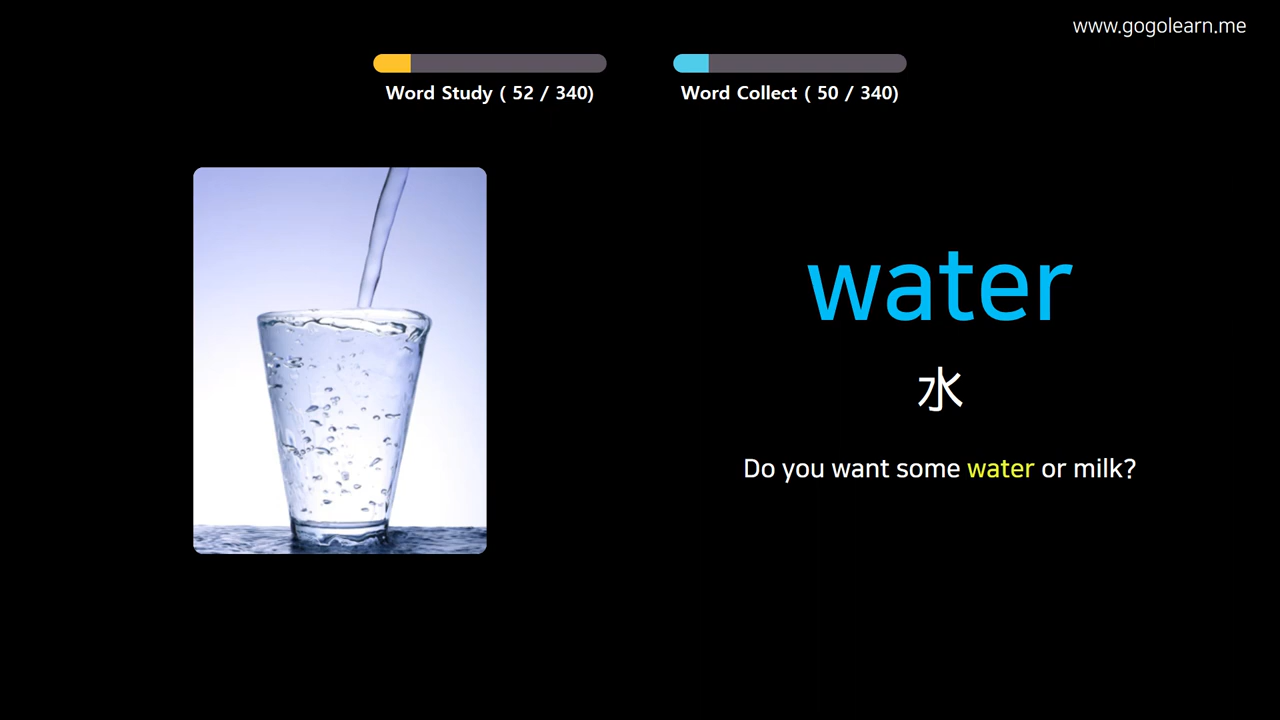 www.gogolearn.me
Word Study ( 52 / 340)
Word Collect ( 50 / 340)
water
水
Do you want some water or milk?